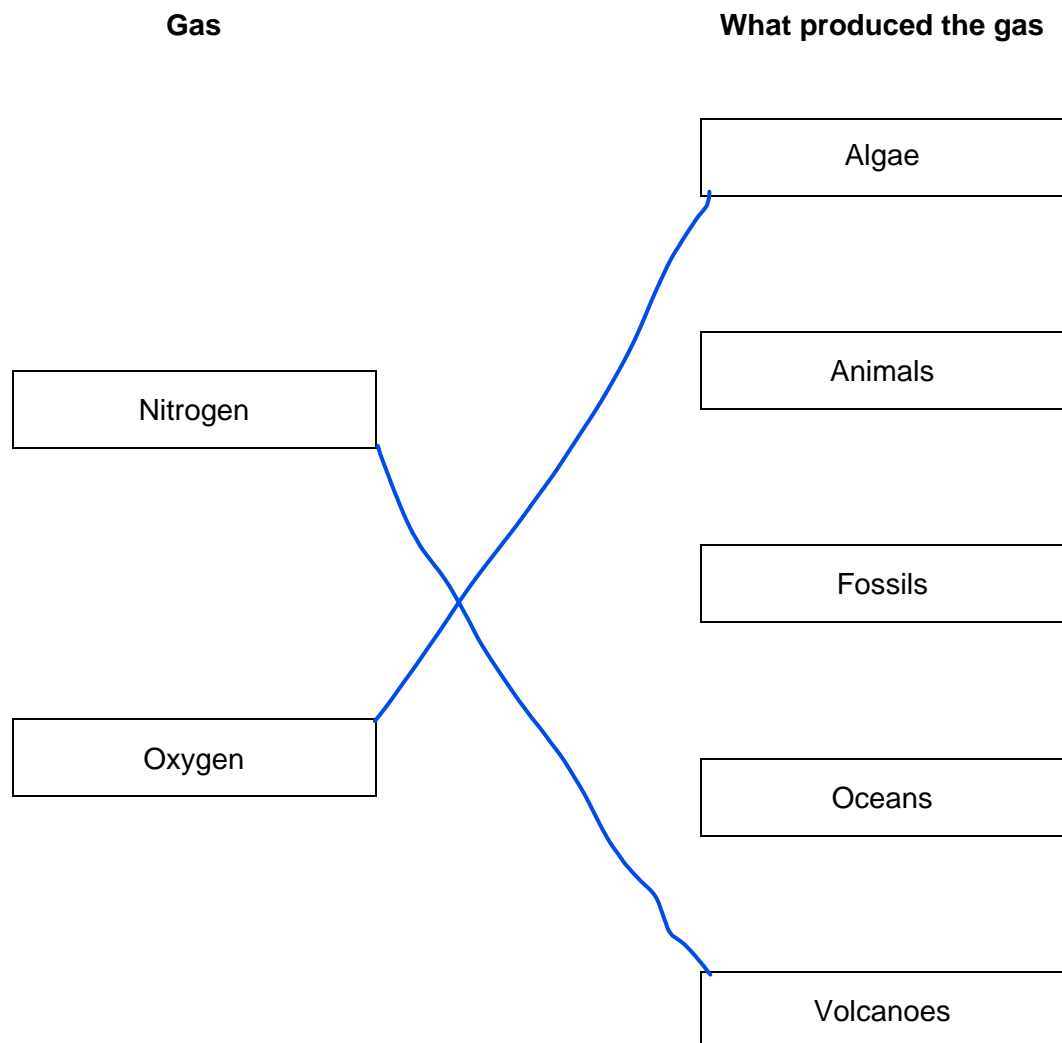 Gas
What produced the gas
Algae
Animals
Nitrogen
Fossils
Oxygen
Oceans
Volcanoes